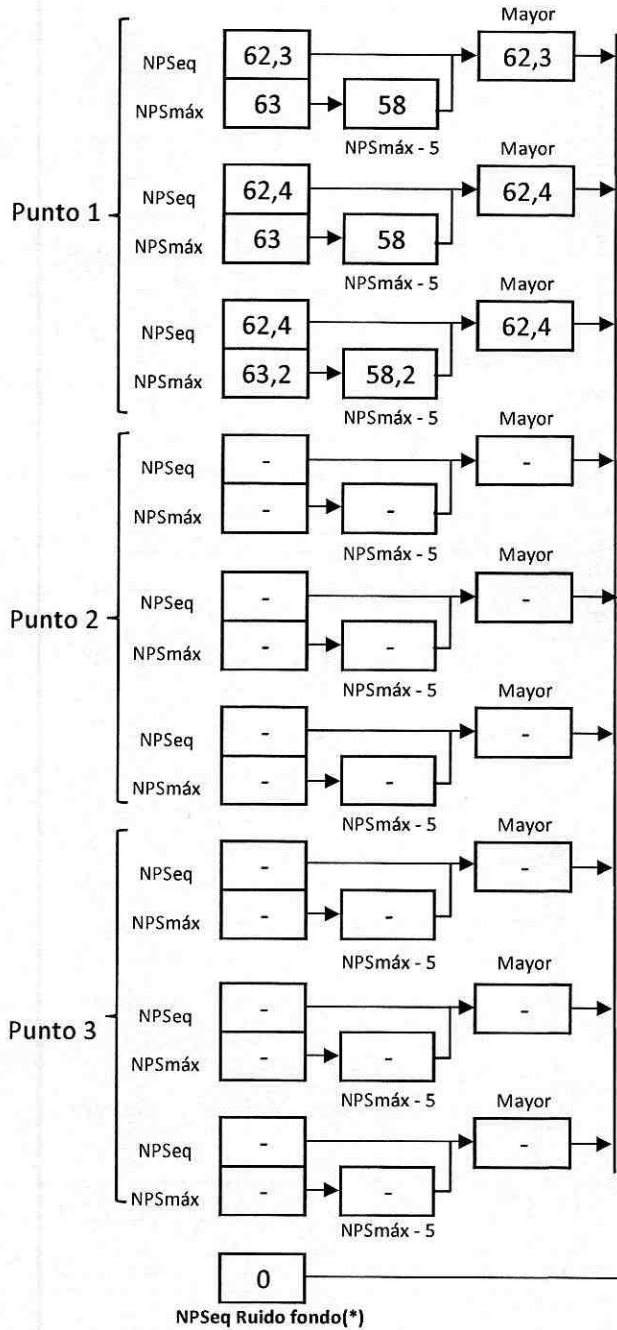 Mayor
NPSeq 62,3 62,3
NPSmáx 63 58
NPSmáx - 5
Mayor
Punto 1
NPSeq 62,4 62,4
NPSmáx 63 58
NPSmáx - 5
Mayor
NPSeq 62,4 62,4
NPSmáx 63,2 58,2
NPSmáx - 5
Mayor
NPSeq - -
NPSmáx - -
NPSmáx - 5
Mayor
Punto 2
NPSeq - -
NPSmáx - -
NPSmáx - 5
Mayor
NPSeq - -
NPSmáx - -
NPSmáx - 5
Mayor
NPSeq - -
NPSmáx - -
NPSmáx - 5
Mayor
Punto 3
NPSeq - -
NPSmáx - -
NPSmáx - 5
Mayor
NPSeq - -
NPSmáx - -
NPSmáx - 5
0
NPSeq Ruido fondo(*)